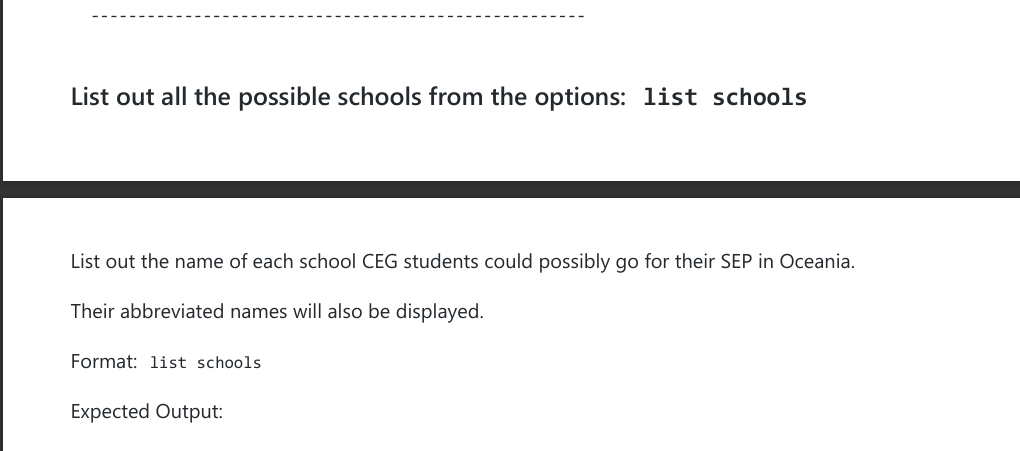 -----------------------------------------------------
List out all the possible schools from the options: list schools
List out the name of each school CEG students could possibly go for their SEP in Oceania.
Their abbreviated names will also be displayed.
Format: list schools
Expected Output: